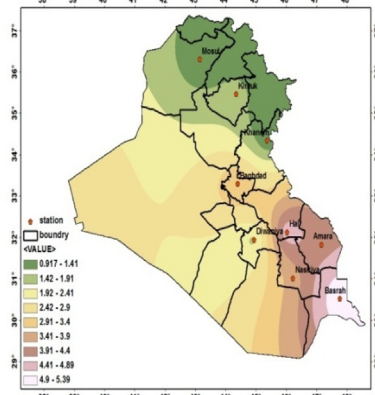 37°
36°
35°
34°
33°
32°
31°
30°
29°
Mosul
Kirkuk
Khanqin
Baghdad
Hai
Diwaniya
Amara
Nasiriya
Basrah
station
boundry
<VALUE>
0.917 - 1.41
1.42 - 1.91
1.92 - 2.41
2.42 - 2.9
2.91 - 3.4
3.41 - 3.9
3.91 - 4.4
4.41 - 4.89
4.9 - 5.39